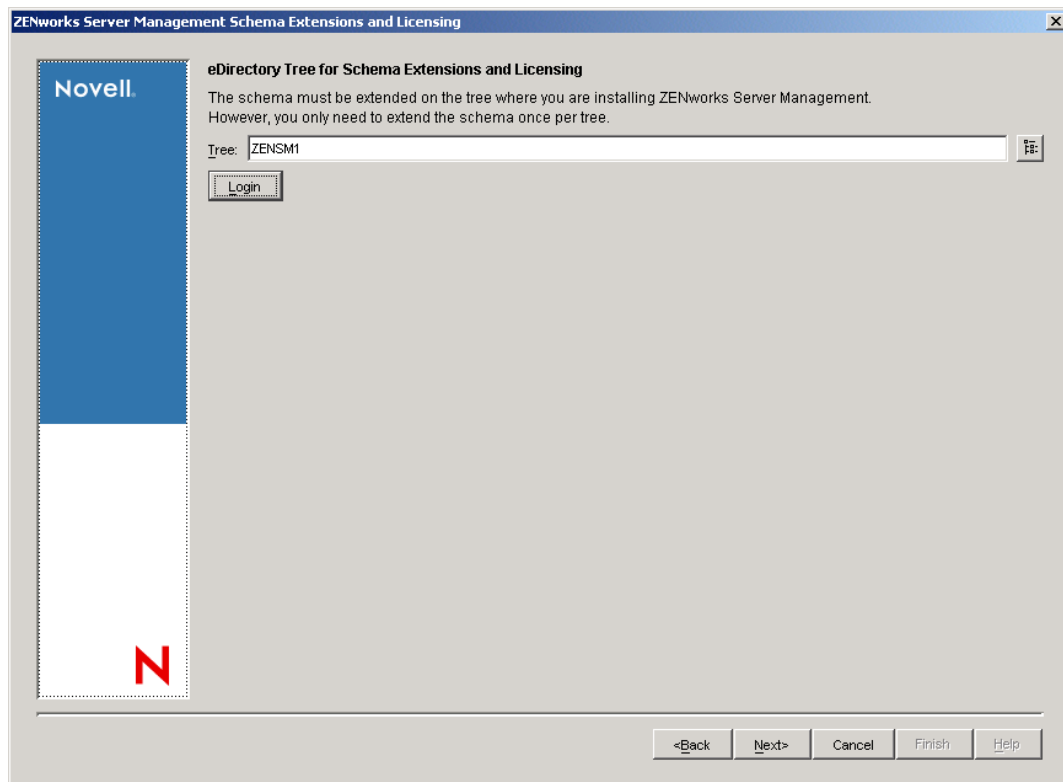 ZENworks Server Management Schema Extensions and Licensing
Novell.
eDirectory Tree for Schema Extensions and Licensing
The schema must be extended on the tree where you are installing ZENworks Server Management.
However, you only need to extend the schema once per tree.
Tree: ZENSM1
Login
N
<Back Next> Cancel Finish Help